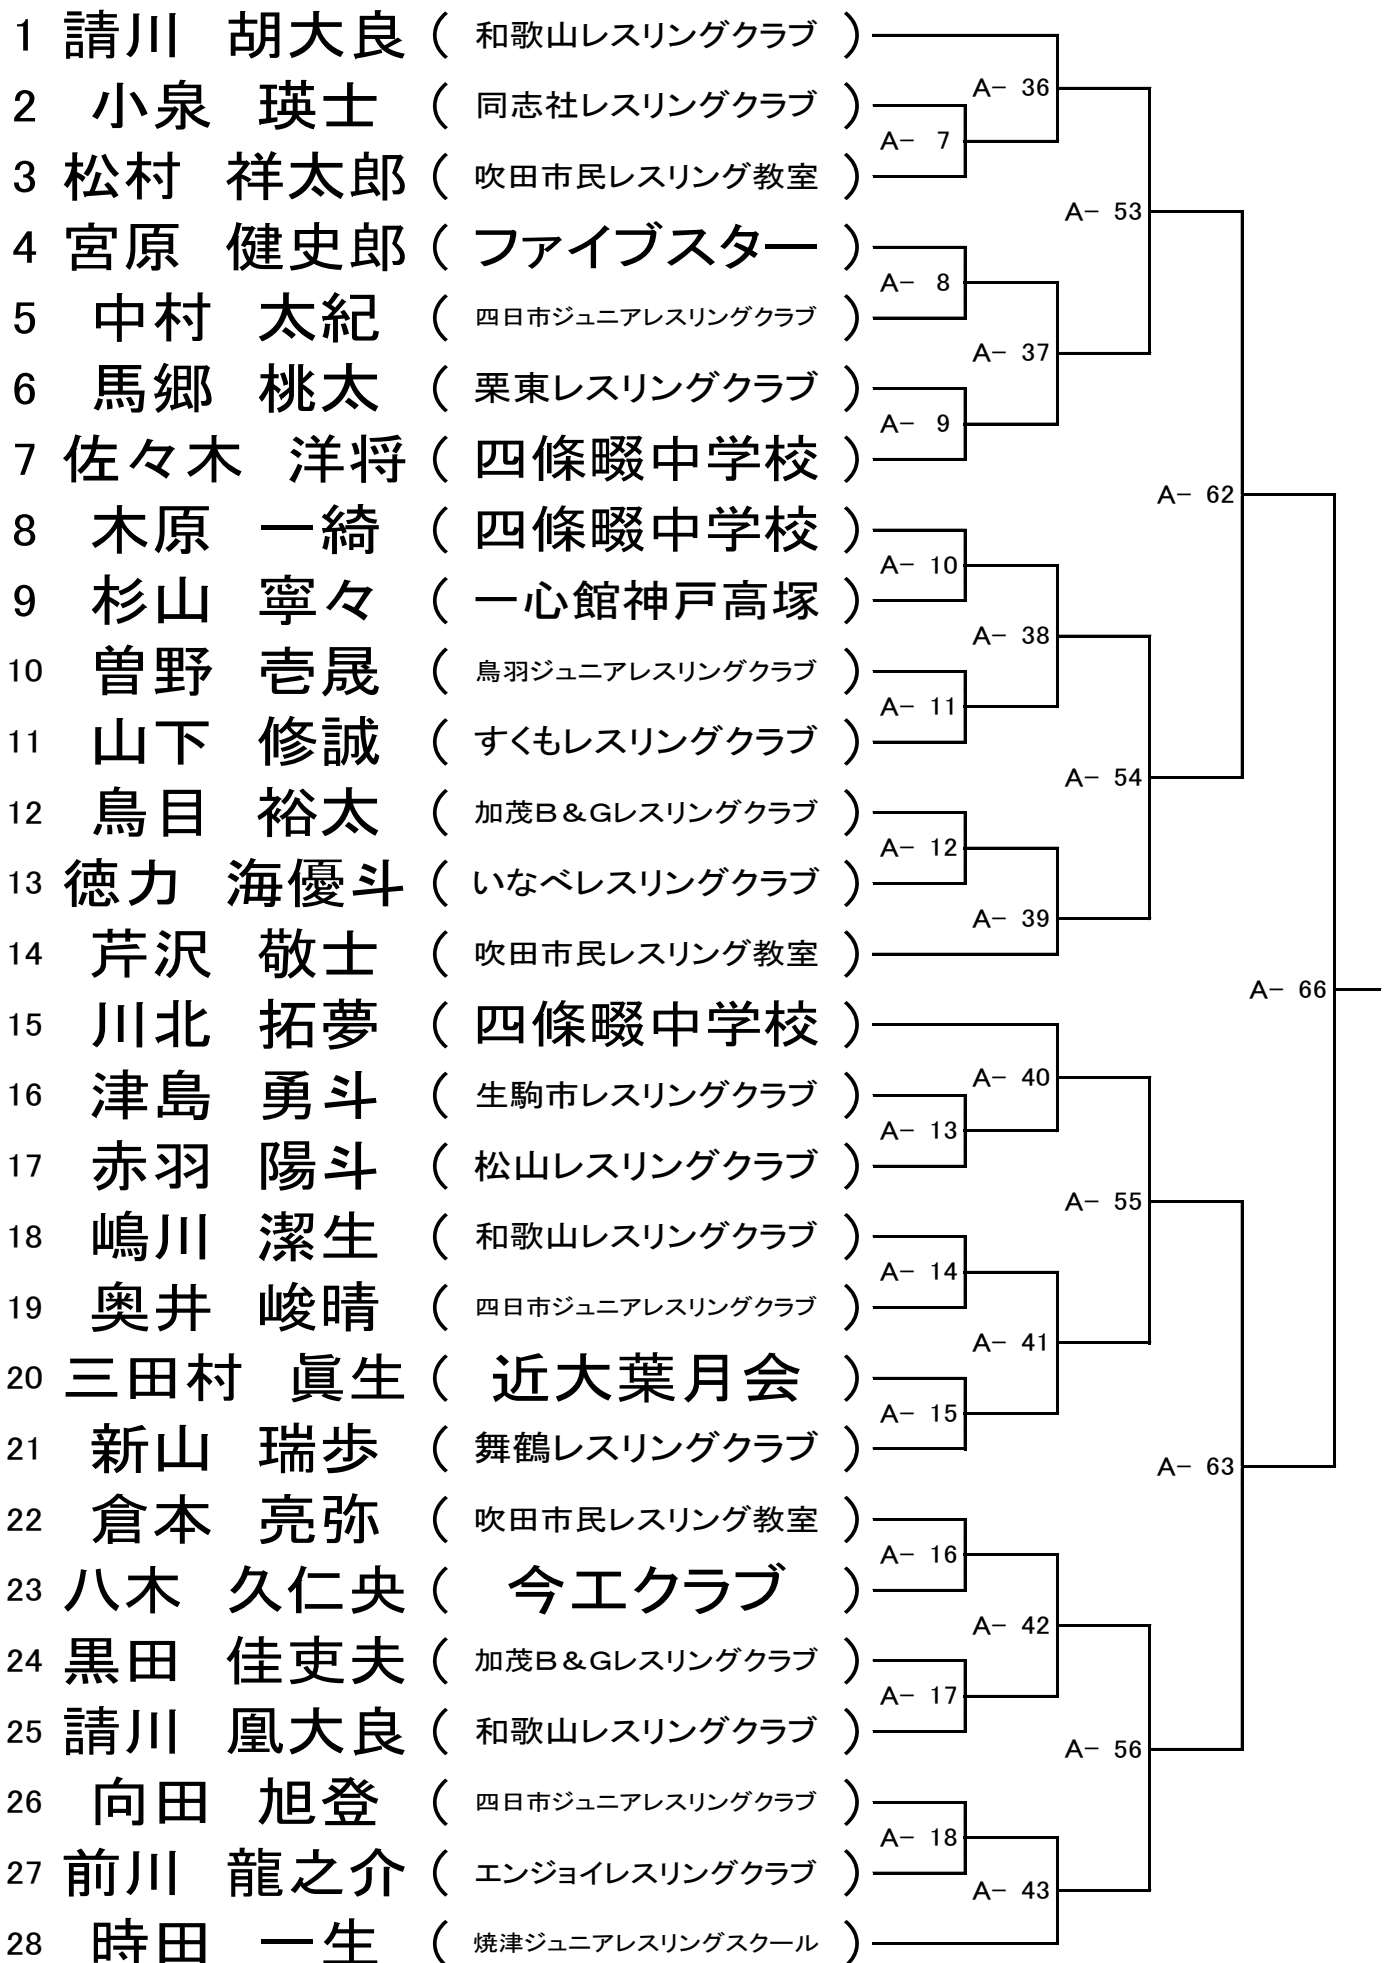 1 請川 胡大良 ( 和歌山レスリングクラブ )
A- 36
2 小泉 瑛士 ( 同志社レスリングクラブ )
A- 7
3 松村 祥太郎 ( 吹田市民レスリング教室 )
A- 53
4 宮原 健史郎 ( ファイブスター )
A- 8
5 中村 太紀 ( 四日市ジュニアレスリングクラブ )
A- 37
6 馬郷 桃太 ( 栗東レスリングクラブ )
A- 9
7 佐々木 洋将 ( 四條畷中学校 )
A- 62
8 木原 一綺 ( 四條畷中学校 )
A- 10
9 杉山 寧々 ( 一心館神戸高塚 )
A- 38
10 曽野 壱晟 ( 鳥羽ジュニアレスリングクラブ )
A- 11
11 山下 修誠 ( すくもレスリングクラブ )
A- 54
12 鳥目 裕太 ( 加茂B&Gレスリングクラブ )
A- 12
13 徳力 海優斗 ( いなべレスリングクラブ )
A- 39
14 芹沢 敬士 ( 吹田市民レスリング教室 )
A- 66
15 川北 拓夢 ( 四條畷中学校 )
A- 40
16 津島 勇斗 ( 生駒市レスリングクラブ )
A- 13
17 赤羽 陽斗 ( 松山レスリングクラブ )
A- 55
18 嶋川 潔生 ( 和歌山レスリングクラブ )
A- 14
19 奥井 峻晴 ( 四日市ジュニアレスリングクラブ )
A- 41
20 三田村 眞生 ( 近大葉月会 )
A- 15
21 新山 瑞歩 ( 舞鶴レスリングクラブ )
A- 63
22 倉本 亮弥 ( 吹田市民レスリング教室 )
A- 16
23 八木 久仁央 ( 今工クラブ )
A- 42
24 黒田 佳吏夫 ( 加茂B&Gレスリングクラブ )
A- 17
25 請川 凰大良 ( 和歌山レスリングクラブ )
A- 56
26 向田 旭登 ( 四日市ジュニアレスリングクラブ )
A- 18
27 前川 龍之介 ( エンジョイレスリングクラブ )
A- 43
28 時田 一生 ( 焼津ジュニアレスリングスクール )